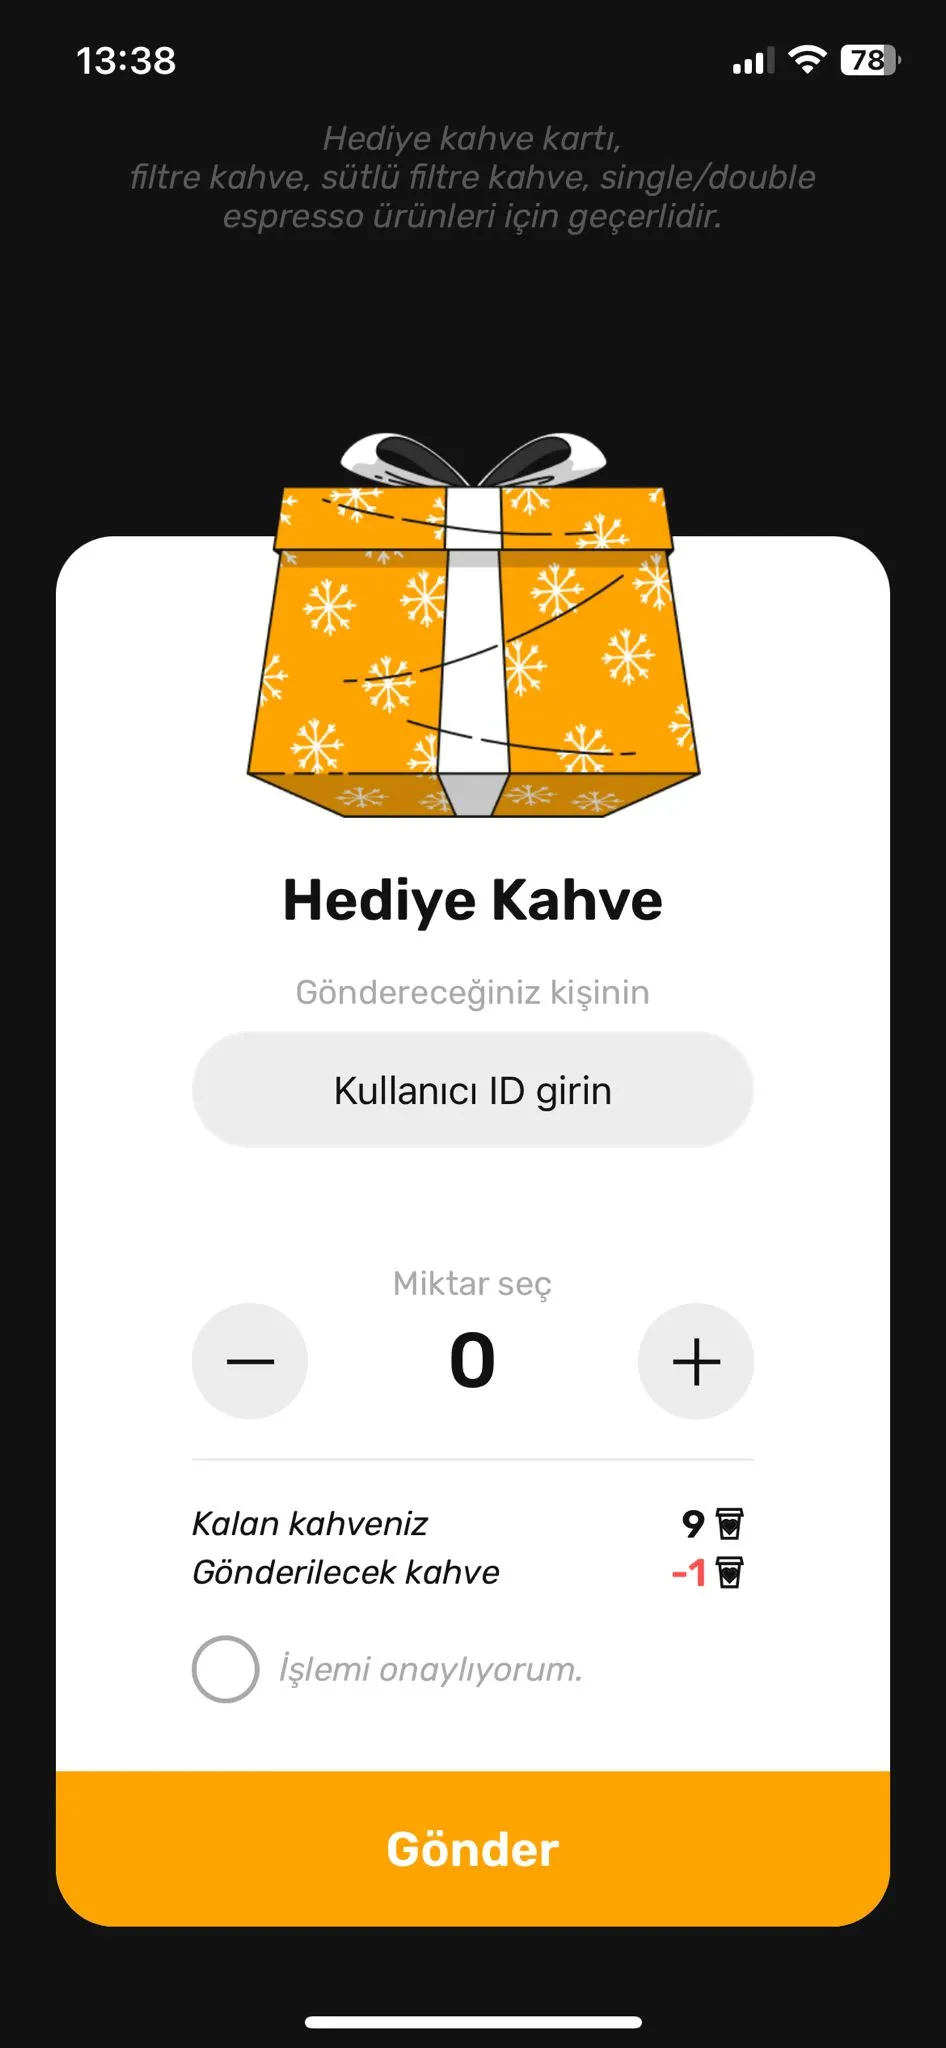 13:38
78
Hediye kahve kartı,
filtre kahve, sütlü filtre kahve, single/double
espresso ürünleri için geçerlidir.
Hediye Kahve
Göndereceğiniz kişinin
Kullanıcı ID girin
Miktar seç
0
Kalan kahveniz 9
Gönderilecek kahve -1
İşlemi onaylıyorum.
Gönder